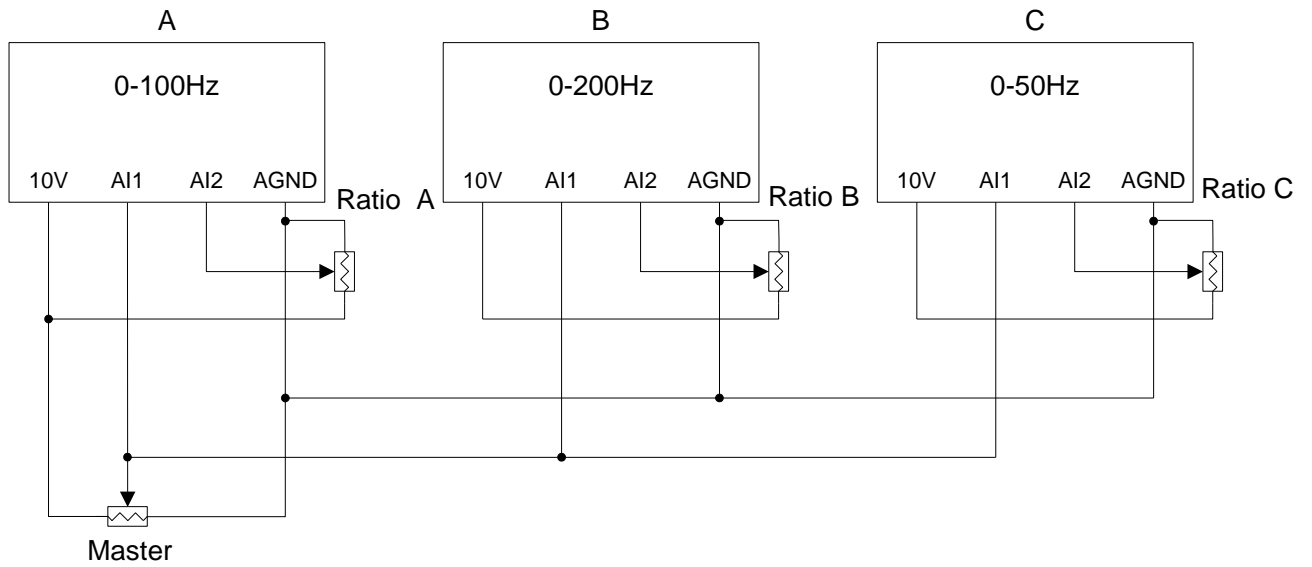 A
B
C
0-100Hz
0-200Hz
0-50Hz
10V AI1 AI2 AGND
Ratio A
10V AI1 AI2 AGND
Ratio B
10V AI1 AI2 AGND
Ratio C
Master